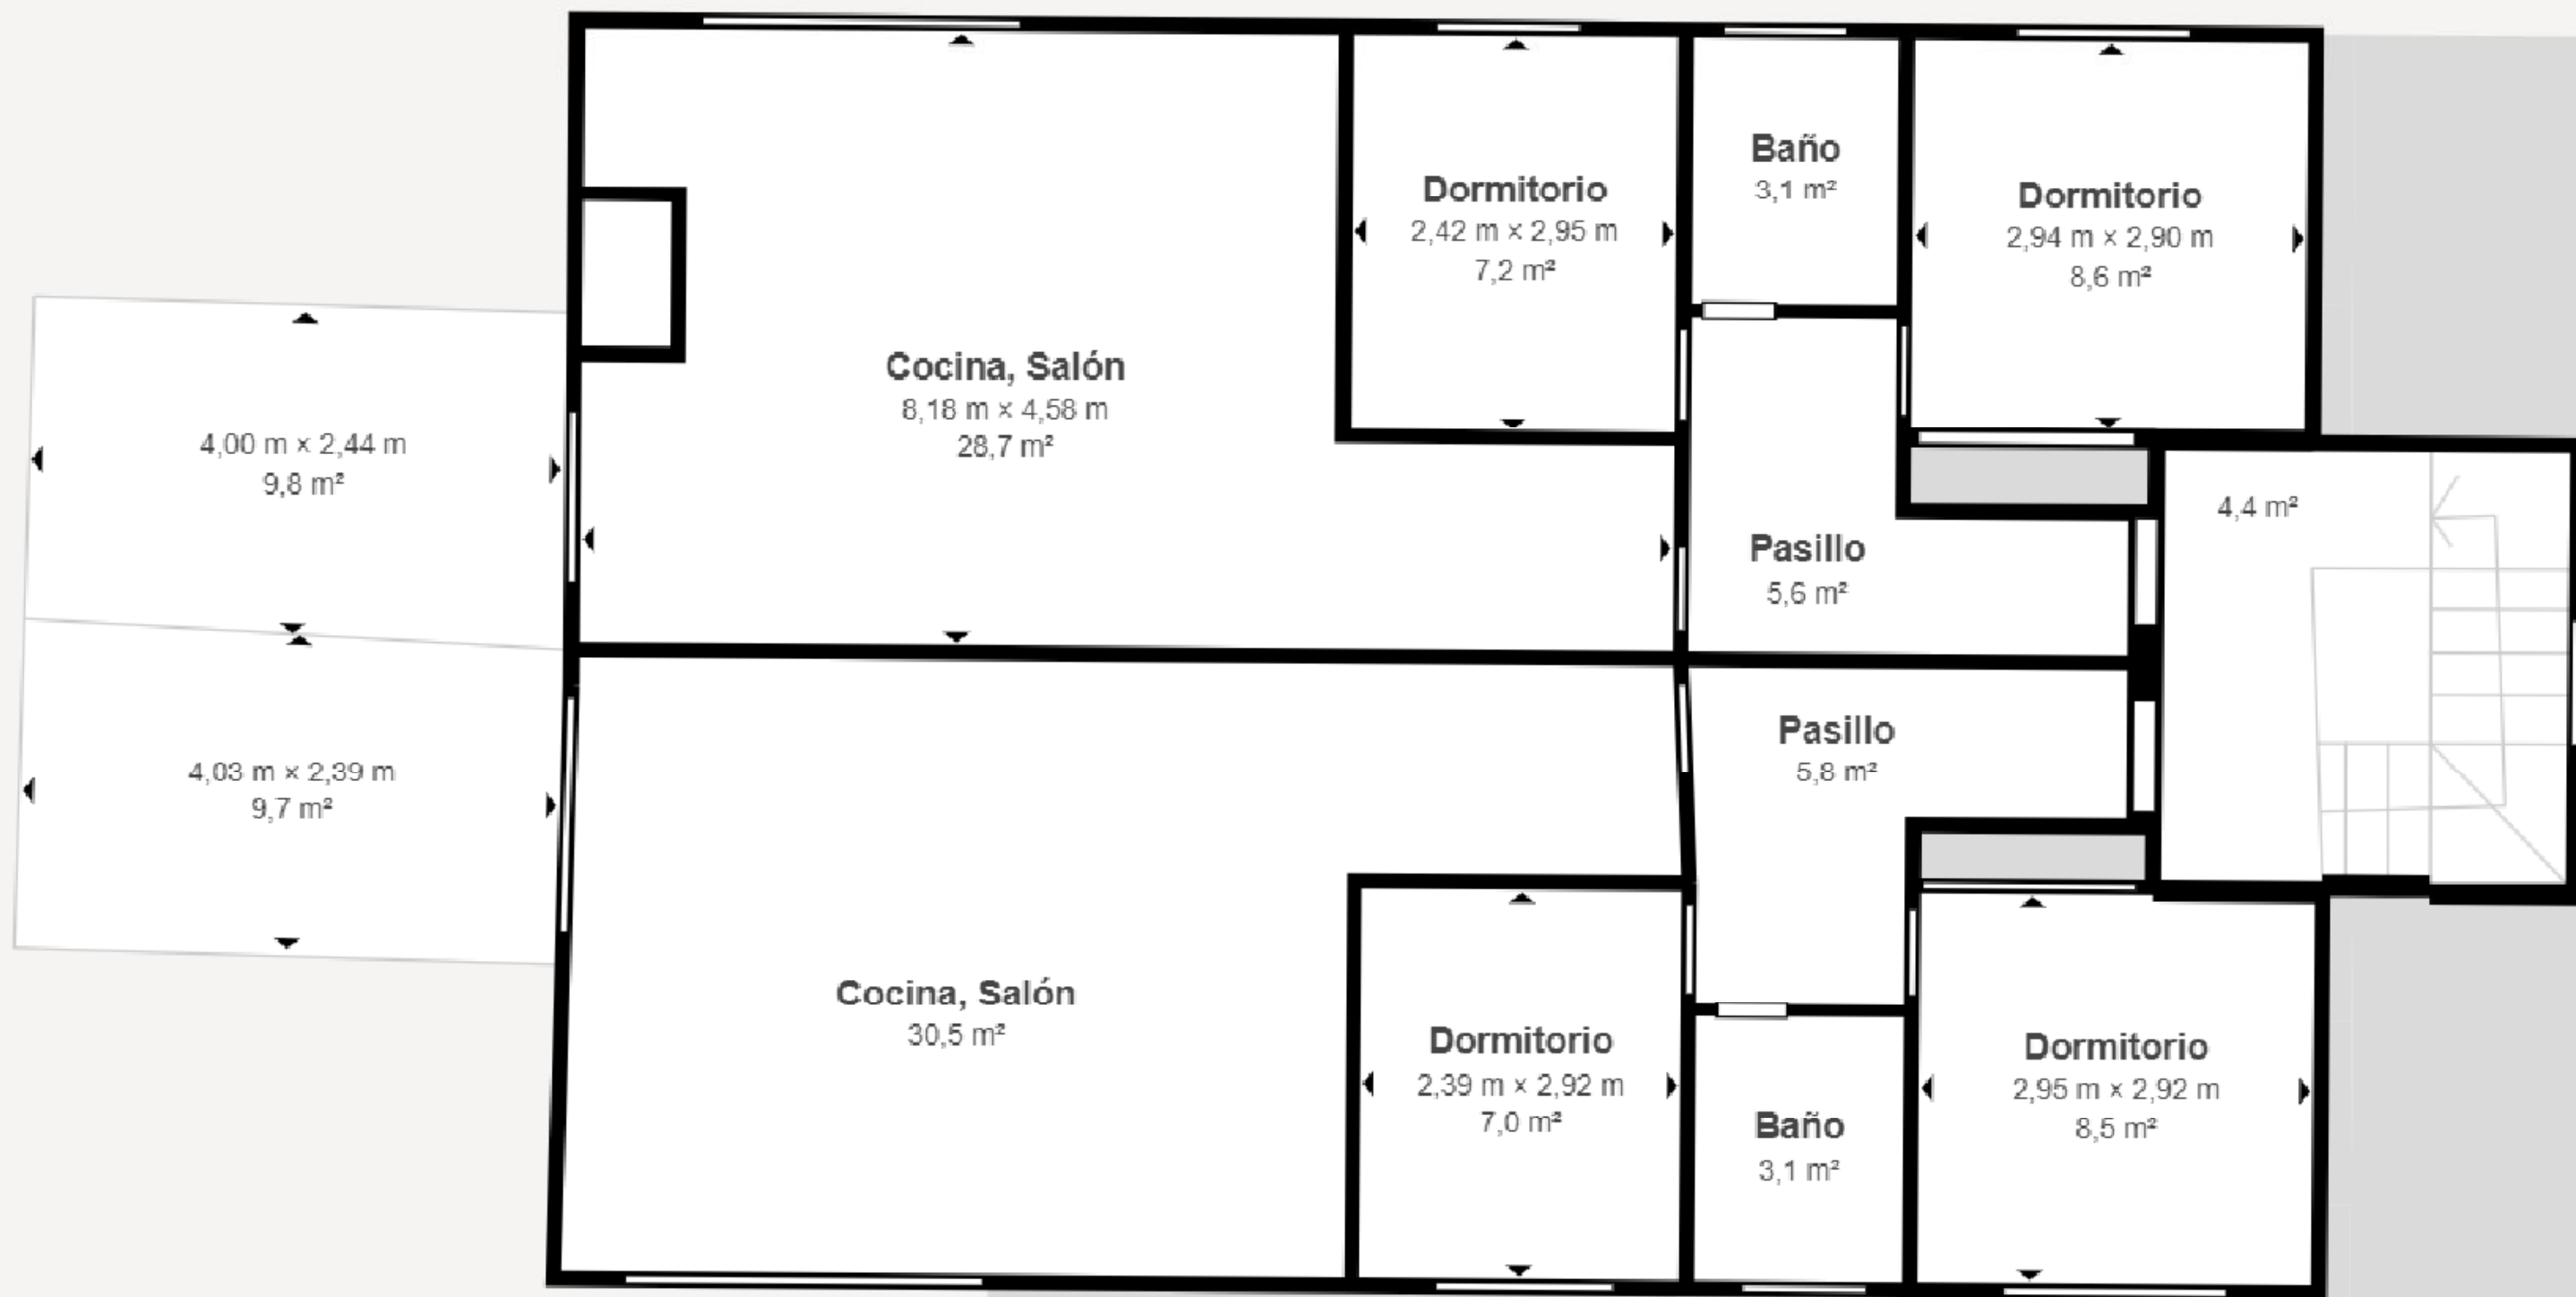 Baño
3,1 m²
Dormitorio
2,42 m × 2,95 m
7,2 m²
Dormitorio
2,94 m × 2,90 m
8,6 m²
Cocina, Salón
8,18 m × 4,58 m
28,7 m²
4,00 m × 2,44 m
9,8 m²
4,4 m²
Pasillo
5,6 m²
Pasillo
5,8 m²
4,03 m × 2,39 m
9,7 m²
Cocina, Salón
30,5 m²
Dormitorio
2,39 m × 2,92 m
7,0 m²
Dormitorio
2,95 m × 2,92 m
8,5 m²
Baño
3,1 m²